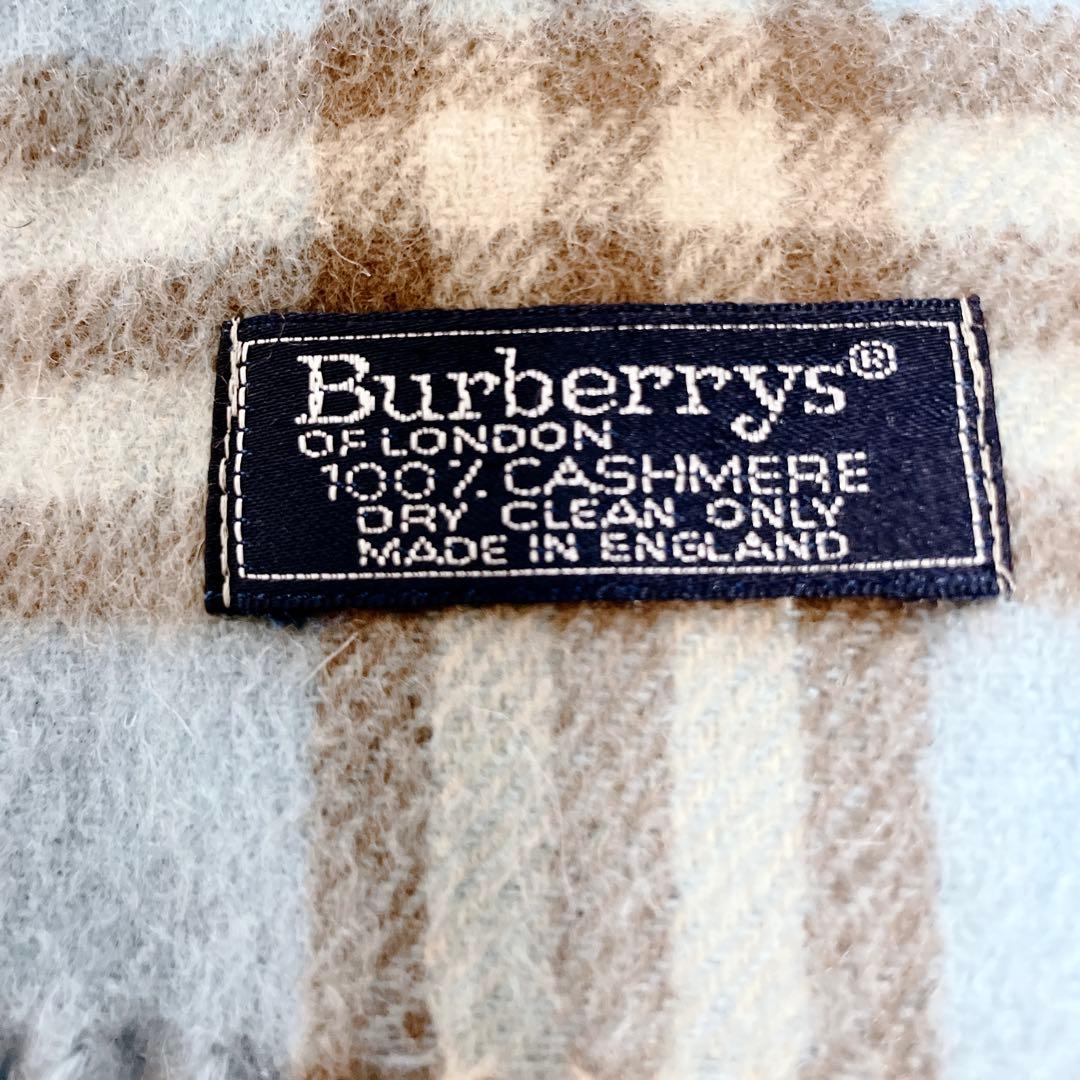 Burberrys®
OF LONDON
100% CASHMERE
DRY CLEAN ONLY
MADE IN ENGLAND